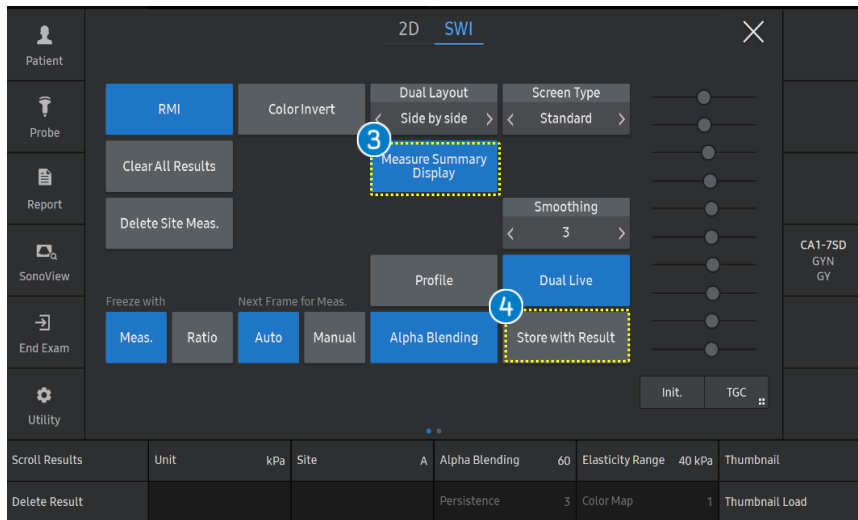 2D SWI
Patient
Probe
Report
SonoView
End Exam
Utility
RMI
Color Invert
Dual Layout
Side by side
Screen Type
Standard
3
Clear All Results
Measure Summary
Display
Delete Site Meas.
Smoothing
3
Profile
Dual Live
4
Freeze with
Next Frame for Meas.
Meas.
Ratio
Auto
Manual
Alpha Blending
Store with Result
Init.
TGC
CA1-7SD
GYN
GY
Scroll Results
Unit kPa
Site A
Alpha Blending 60
Elasticity Range 40 kPa
Thumbnail
Delete Result
Persistence 3
Color Map 1
Thumbnail Load